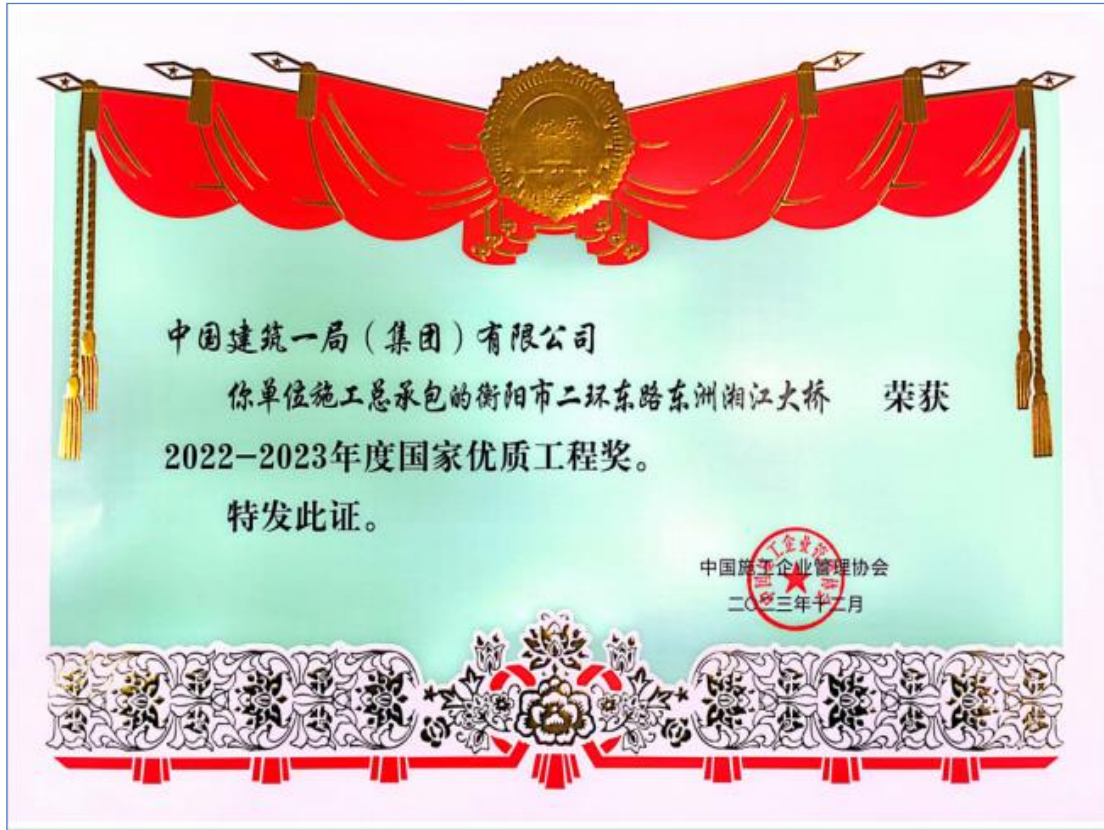 中国建筑一局（集团）有限公司
你单位施工总承包的衡阳市二环东路东洲湘江大桥 荣获
2022-2023年度国家优质工程奖。
特发此证。
中国施工企业管理协会
二〇二三年十二月